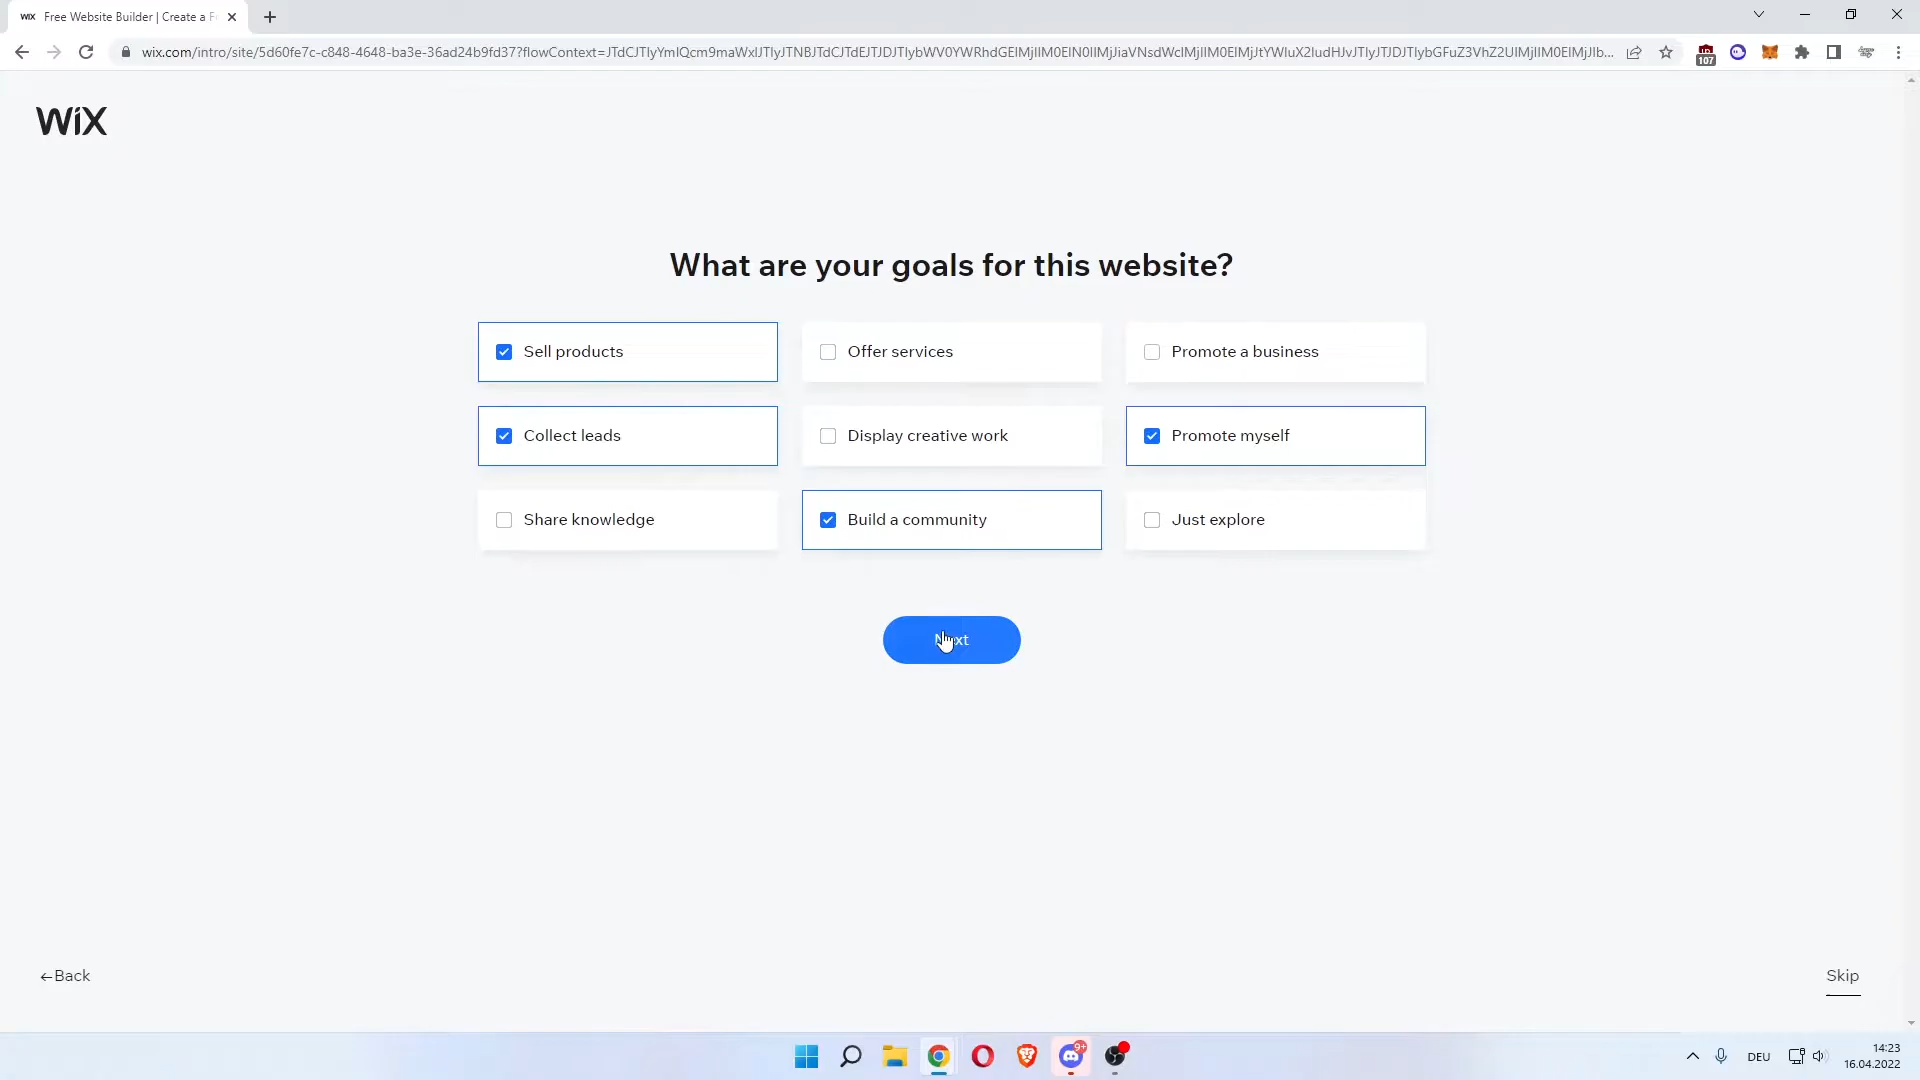 WiX Free Website Builder | Create a F
wix.com/intro/site/5d60fe7c-c848-4648-ba3e-36ad24b9fd37?flowContext=
107
WiX
What are your goals for this website?
Sell products
Offer services
Promote a business
Collect leads
Display creative work
Promote myself
Share knowledge
Build a community
Just explore
←Back
Skip
9+
DEU
14:23
16.04.2022